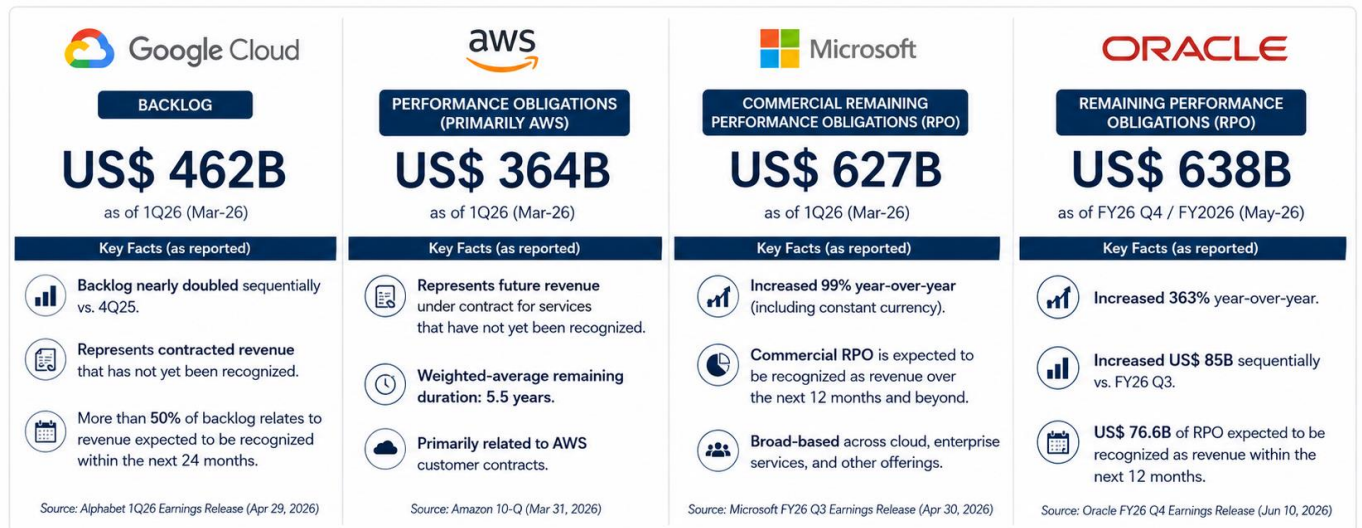 Google Cloud
BACKLOG
US$ 462B
as of 1Q26 (Mar-26)
Key Facts (as reported)
Backlog nearly doubled sequentially
vs. 4Q25.
Represents contracted revenue
that has not yet been recognized.
More than 50% of backlog relates to
revenue expected to be recognized
within the next 24 months.
Source: Alphabet 1Q26 Earnings Release (Apr 29, 2026)
aws
PERFORMANCE OBLIGATIONS
(PRIMARILY AWS)
US$ 364B
as of 1Q26 (Mar-26)
Key Facts (as reported)
Represents future revenue
under contract for services
that have not yet been recognized.
Weighted-average remaining
duration: 5.5 years.
Primarily related to AWS
customer contracts.
Source: Amazon 10-Q (Mar 31, 2026)
Microsoft
COMMERCIAL REMAINING
PERFORMANCE OBLIGATIONS (RPO)
US$ 627B
as of 1Q26 (Mar-26)
Key Facts (as reported)
Increased 99% year-over-year
(including constant currency).
Commercial RPO is expected to
be recognized as revenue over
the next 12 months and beyond.
Broad-based across cloud, enterprise
services, and other offerings.
Source: Microsoft FY26 Q3 Earnings Release (Apr 30, 2026)
ORACLE
REMAINING PERFORMANCE
OBLIGATIONS (RPO)
US$ 638B
as of FY26 Q4 / FY2026 (May-26)
Key Facts (as reported)
Increased 363% year-over-year.
Increased US$ 85B sequentially
vs. FY26 Q3.
US$ 76.6B of RPO expected to be
recognized as revenue within the
next 12 months.
Source: Oracle FY26 Q4 Earnings Release (Jun 10, 2026)